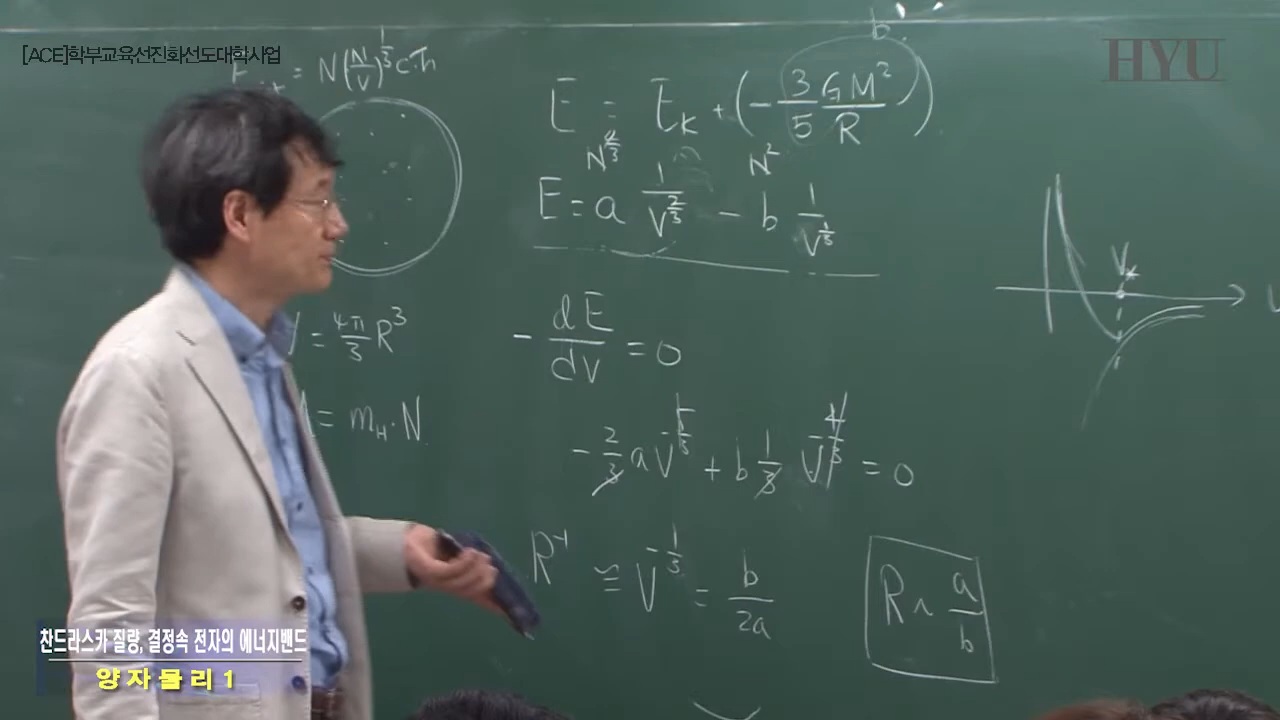 [ACE]학부교육선진화선도대학사업
HYU
= N(N/V)^{1/3} c·ħ
b.
E = E_K + (- 3/5 GM²/R)
N^{4/3} N²
E = a 1/V^{2/3} - b 1/V^{1/3}
V_*
= 4π/3 R³
- dE/dV = 0
= m_H·N
- 2/3 a V^{-5/3} + b 1/3 V^{-4/3} = 0
R^{-1} ≅ V^{-1/3} = b/2a
R ~ a/b
찬드라스카 질량, 결정속 전자의 에너지밴드
양자물리 1